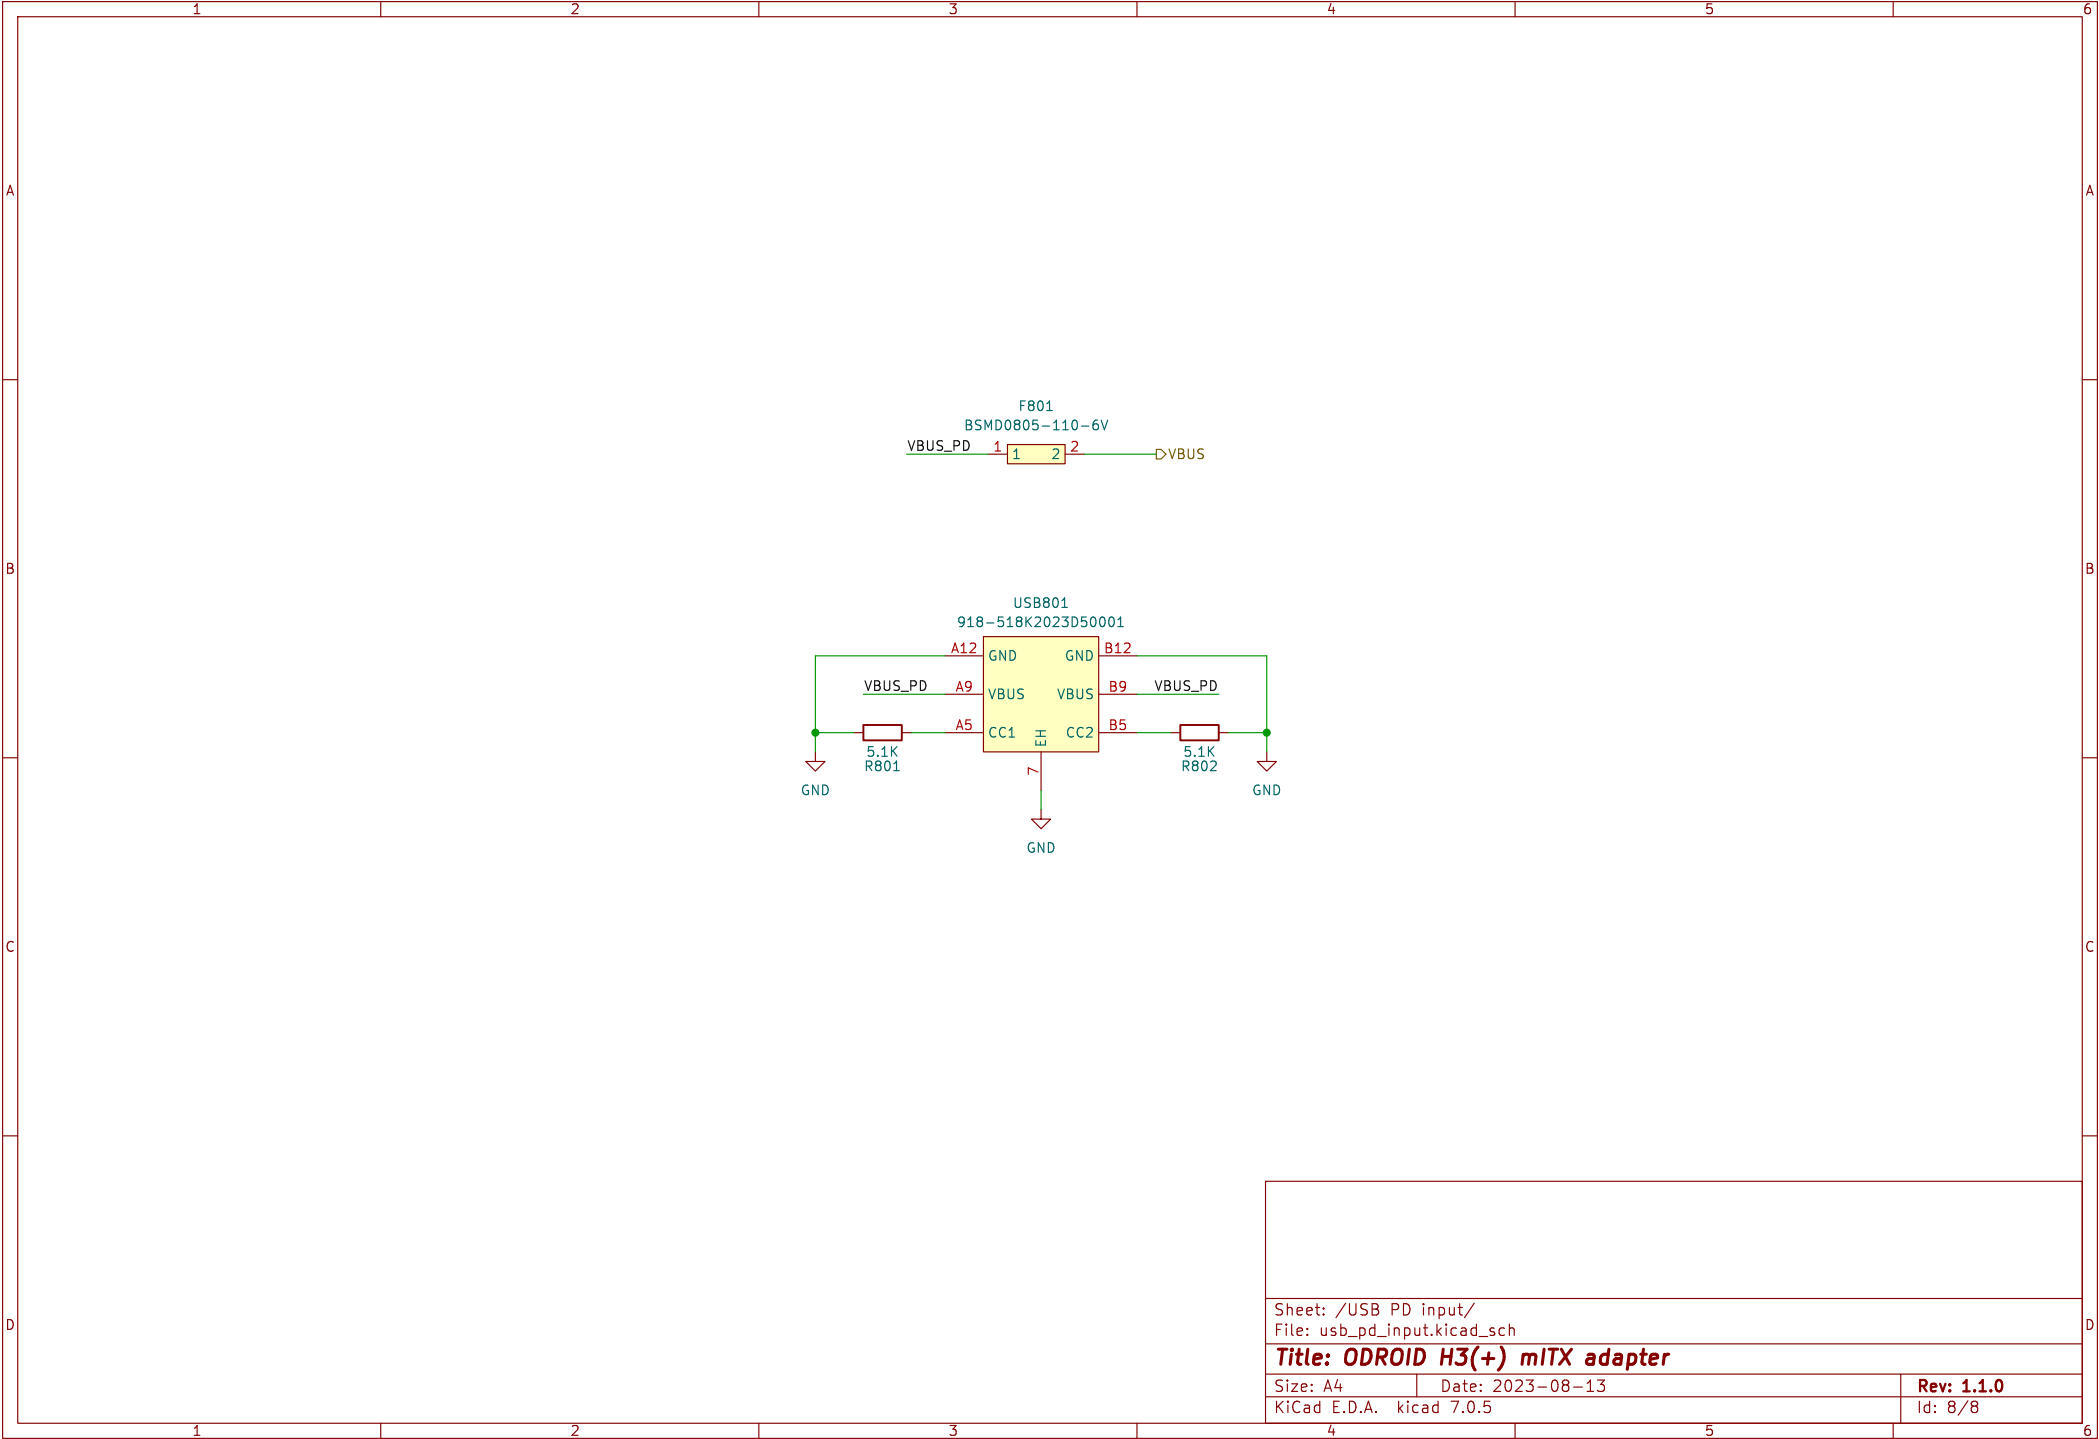 1 2 3 4 5 6
A A
F801
BSMD0805-110-6V
VBUS_PD 1 1 2 2 VBUS
B B
USB801
918-518K2023D50001
A12 GND GND B12
VBUS_PD A9 VBUS VBUS B9 VBUS_PD
A5 CC1 EH CC2 B5
5.1K 5.1K
R801 7 R802
GND GND
GND
C C
Sheet: /USB PD input/
File: usb_pd_input.kicad_sch
D D
Title: ODROID H3(+) mITX adapter
Size: A4 Date: 2023-08-13 Rev: 1.1.0
KiCad E.D.A. kicad 7.0.5 Id: 8/8
1 2 3 4 5 6